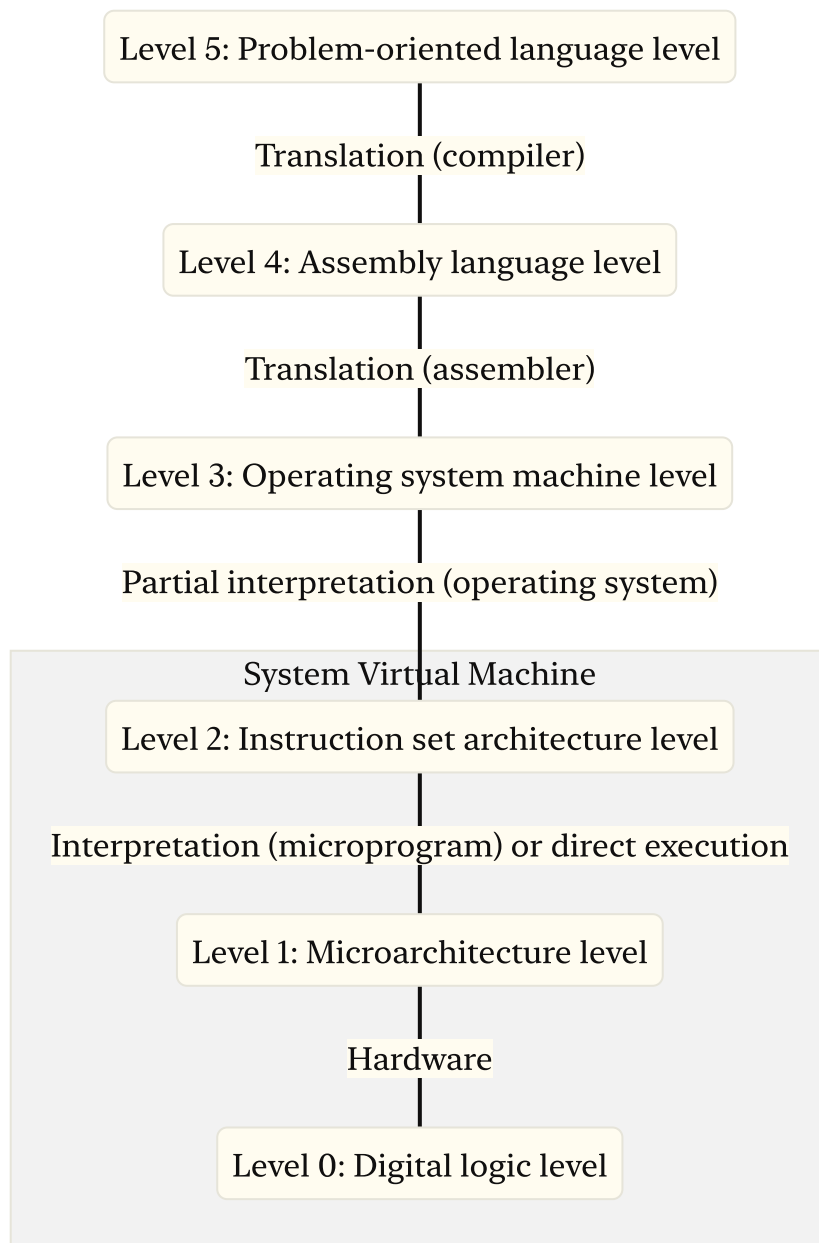 Level 5: Problem-oriented language level
Translation (compiler)
Level 4: Assembly language level
Translation (assembler)
Level 3: Operating system machine level
Partial interpretation (operating system)
System Virtual Machine
Level 2: Instruction set architecture level
Interpretation (microprogram) or direct execution
Level 1: Microarchitecture level
Hardware
Level 0: Digital logic level